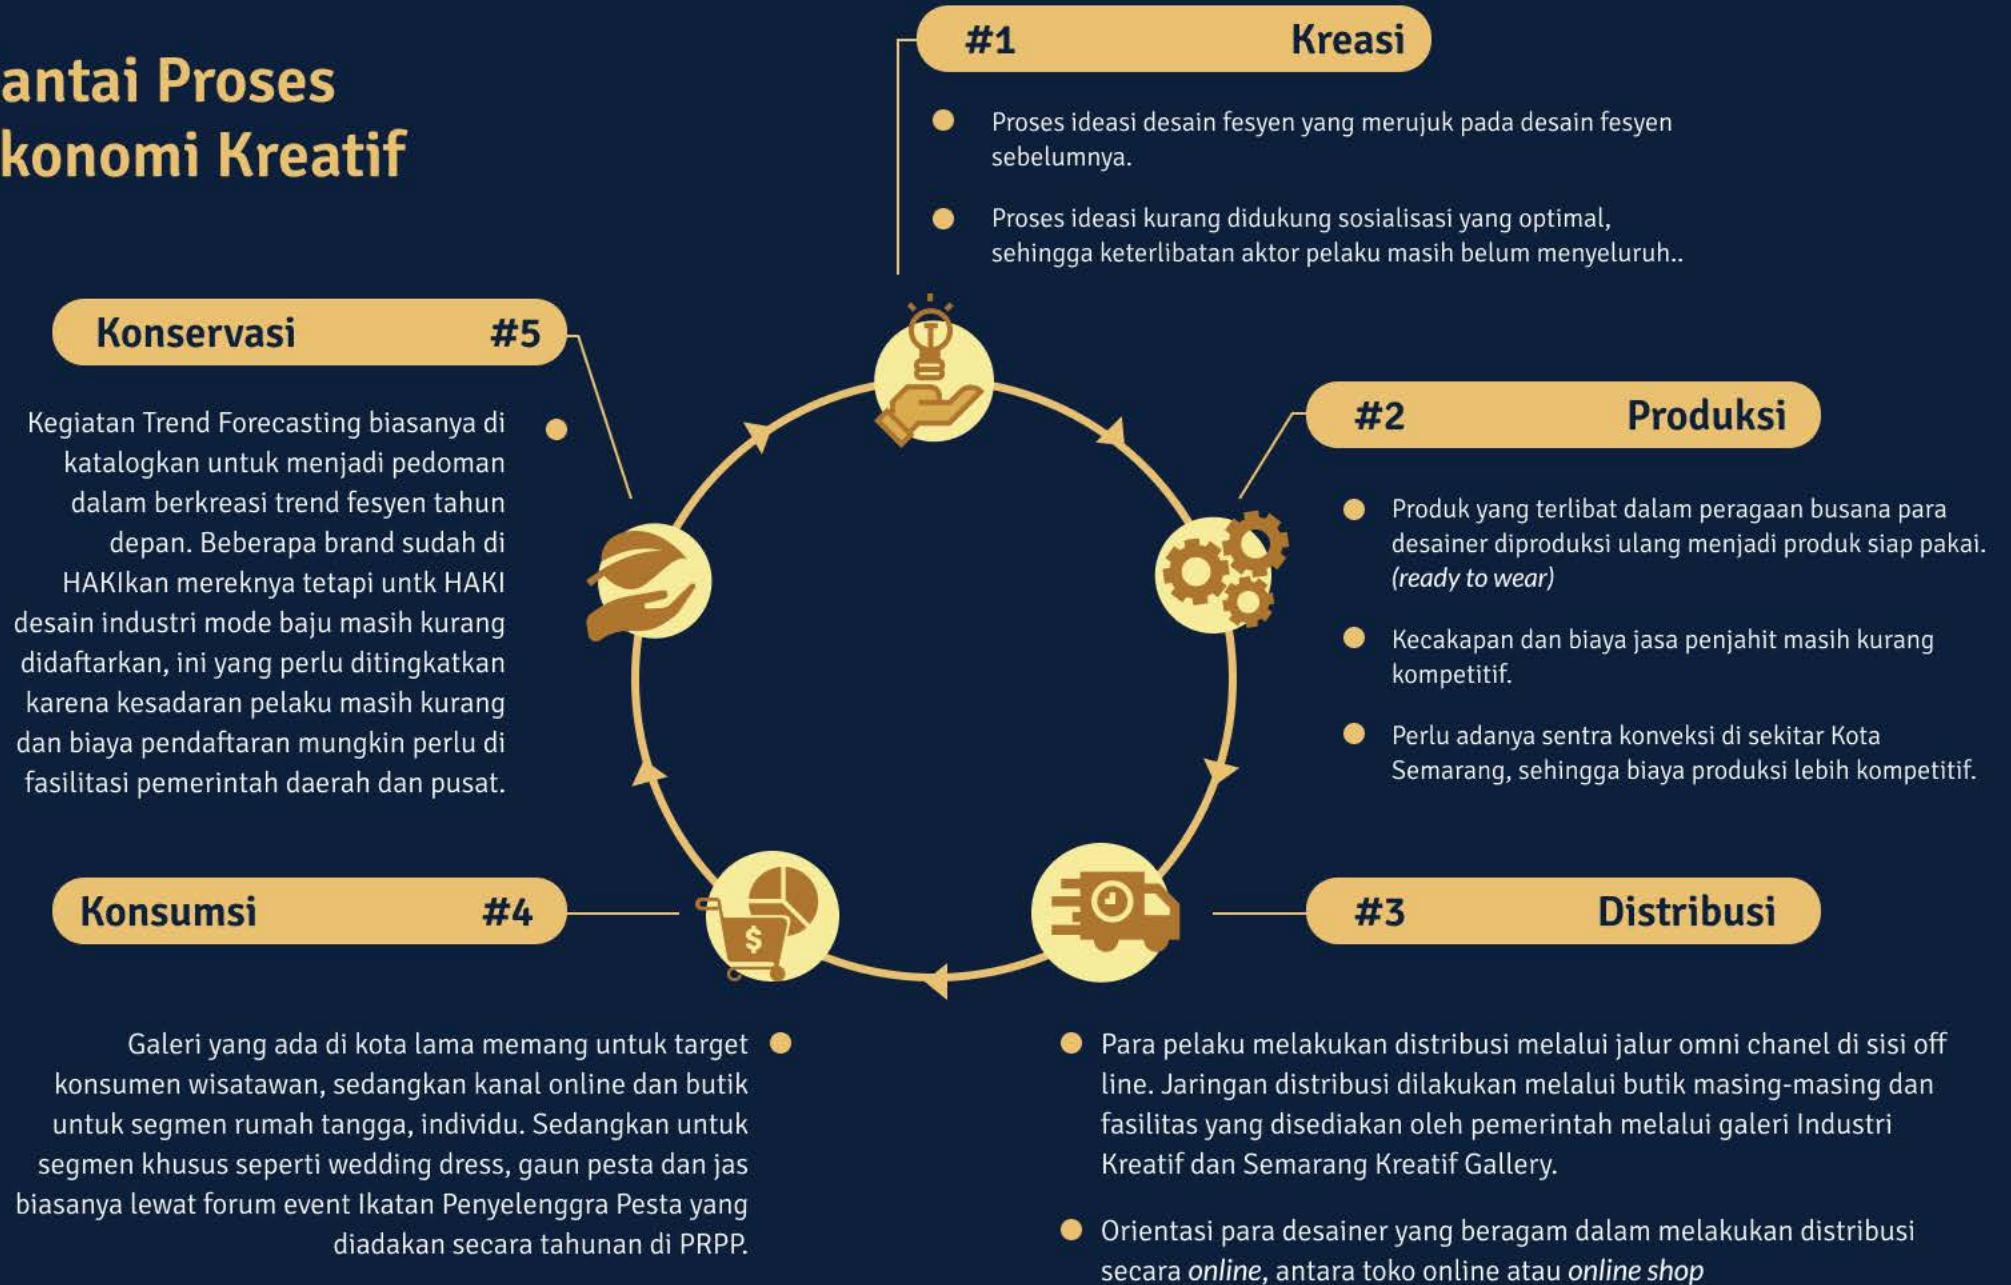 antai Proses
konomi Kreatif
#1 Kreasi
Proses ideasi desain fesyen yang merujuk pada desain fesyen
sebelumnya.
Proses ideasi kurang didukung sosialisasi yang optimal,
sehingga keterlibatan aktor pelaku masih belum menyeluruh..
#2 Produksi
Produk yang terlibat dalam peragaan busana para
desainer diproduksi ulang menjadi produk siap pakai.
(ready to wear)
Kecakapan dan biaya jasa penjahit masih kurang
kompetitif.
Perlu adanya sentra konveksi di sekitar Kota
Semarang, sehingga biaya produksi lebih kompetitif.
#3 Distribusi
Para pelaku melakukan distribusi melalui jalur omni chanel di sisi off
line. Jaringan distribusi dilakukan melalui butik masing-masing dan
fasilitas yang disediakan oleh pemerintah melalui galeri Industri
Kreatif dan Semarang Kreatif Gallery.
Orientasi para desainer yang beragam dalam melakukan distribusi
secara online, antara toko online atau online shop
Konsumsi #4
$
Galeri yang ada di kota lama memang untuk target
konsumen wisatawan, sedangkan kanal online dan butik
untuk segmen rumah tangga, individu. Sedangkan untuk
segmen khusus seperti wedding dress, gaun pesta dan jas
biasanya lewat forum event Ikatan Penyelenggra Pesta yang
diadakan secara tahunan di PRPP.
Konservasi #5
Kegiatan Trend Forecasting biasanya di
katalogkan untuk menjadi pedoman
dalam berkreasi trend fesyen tahun
depan. Beberapa brand sudah di
HAKIkan mereknya tetapi untk HAKI
desain industri mode baju masih kurang
didaftarkan, ini yang perlu ditingkatkan
karena kesadaran pelaku masih kurang
dan biaya pendaftaran mungkin perlu di
fasilitasi pemerintah daerah dan pusat.